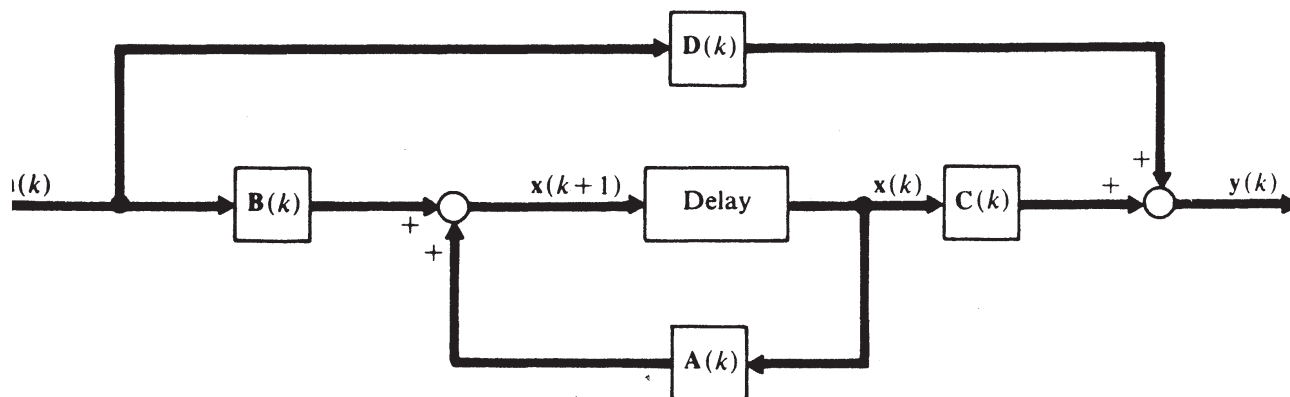 D(k)
(k)
B(k)
x(k+1)
Delay
x(k)
C(k)
y(k)
+
+
+
+
A(k)